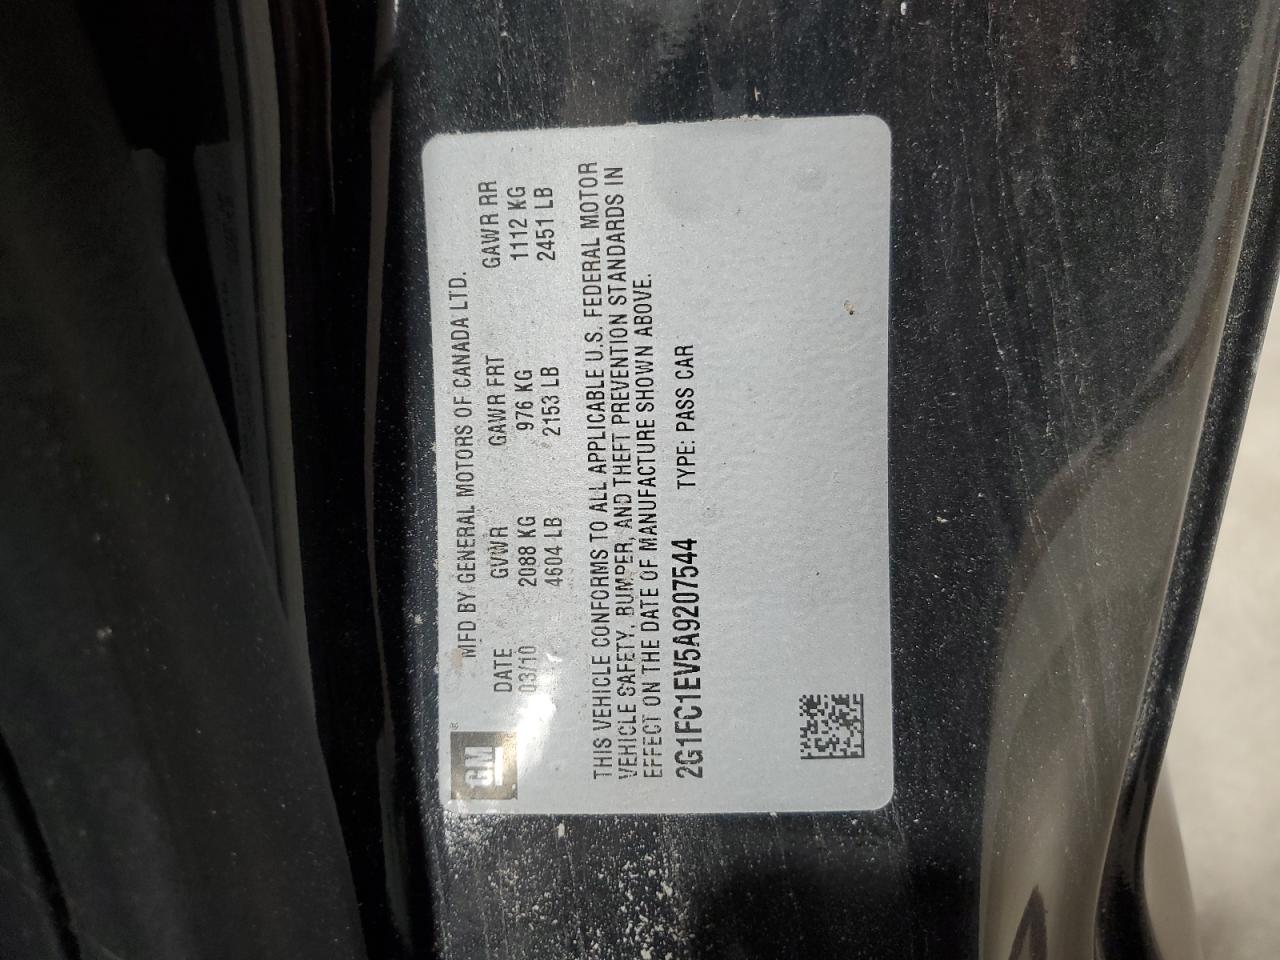 GM®
MFD BY GENERAL MOTORS OF CANADA LTD.
DATE GVWR GAWR FRT GAWR RR
03/10 2088 KG 976 KG 1112 KG
4604 LB 2153 LB 2451 LB
THIS VEHICLE CONFORMS TO ALL APPLICABLE U.S. FEDERAL MOTOR
VEHICLE SAFETY, BUMPER, AND THEFT PREVENTION STANDARDS IN
EFFECT ON THE DATE OF MANUFACTURE SHOWN ABOVE.
2G1FC1EV5A9207544 TYPE: PASS CAR